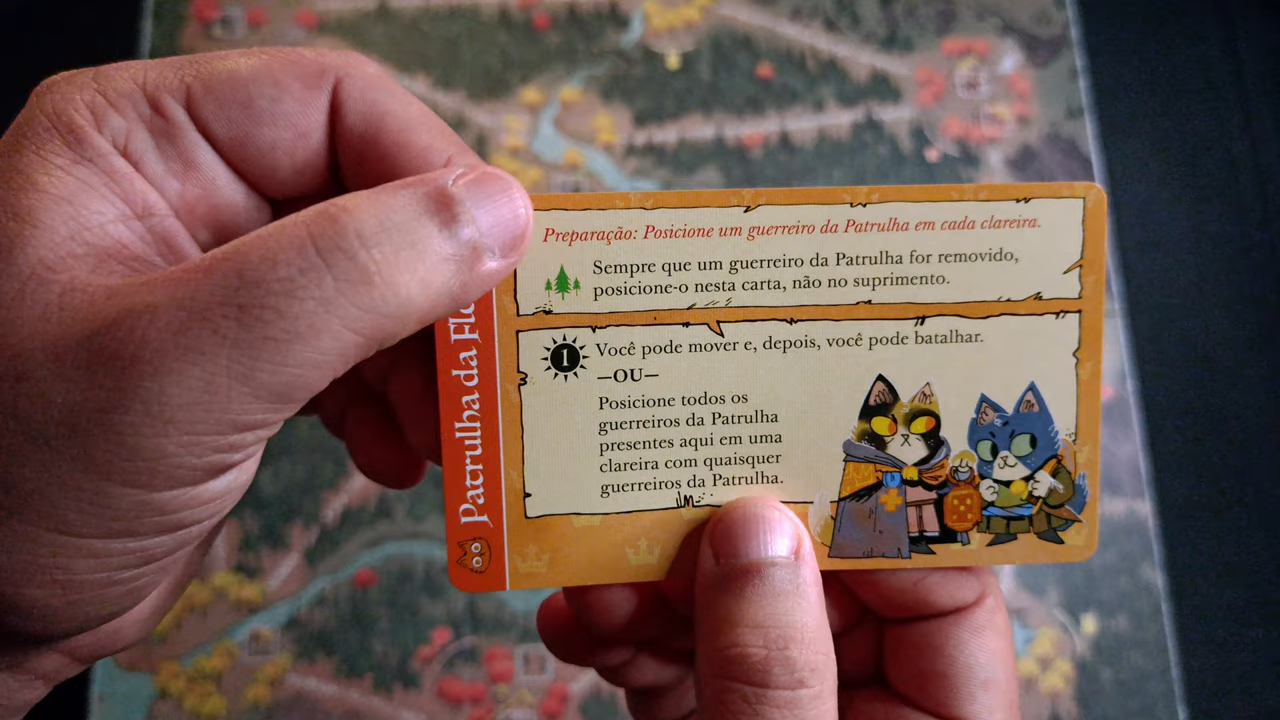 Patrulha da
Preparação: Posicione um guerreiro da Patrulha em cada clareira.
Sempre que um guerreiro da Patrulha for removido,
posicione-o nesta carta, não no suprimento.
1
Você pode mover e, depois, você pode batalhar.
—OU—
Posicione todos os
guerreiros da Patrulha
presentes aqui em uma
clareira com quaisquer
guerreiros da Patrulha.